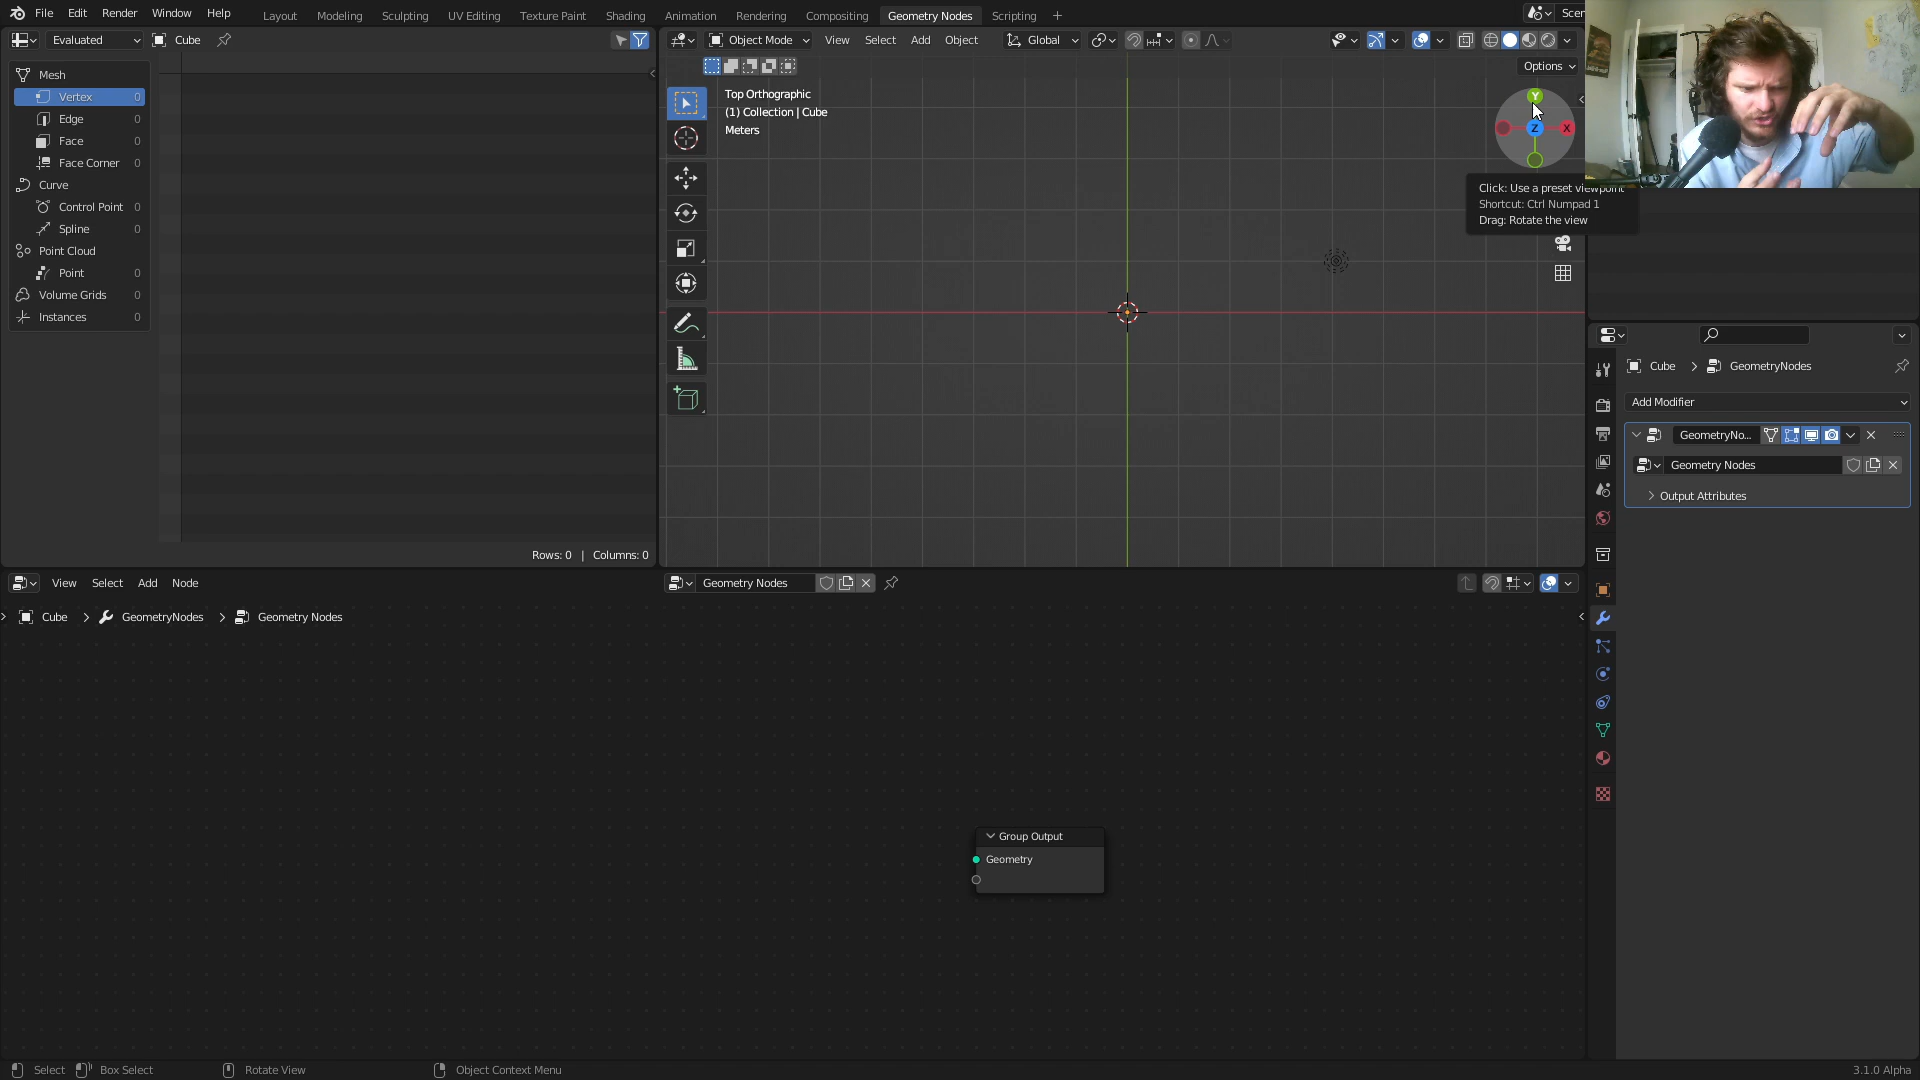 File Edit Render Window Help
Layout Modeling Sculpting UV Editing Texture Paint Shading Animation Rendering Compositing Geometry Nodes Scripting +
Scen
Evaluated Cube
Object Mode View Select Add Object Global
Options
Mesh
Vertex 0
Edge 0
Face 0
Face Corner 0
Curve
Control Point 0
Spline 0
Point Cloud
Point 0
Volume Grids 0
Instances 0
Top Orthographic
(1) Collection | Cube
Meters
Y
Z
X
Click: Use a preset viewpoint
Shortcut: Ctrl Numpad 1
Drag: Rotate the view
Rows: 0 | Columns: 0
Cube > GeometryNodes
Add Modifier
GeometryNo...
Geometry Nodes
Output Attributes
View Select Add Node
Geometry Nodes
Cube > GeometryNodes > Geometry Nodes
Group Output
Geometry
Select Box Select Rotate View Object Context Menu
3.1.0 Alpha